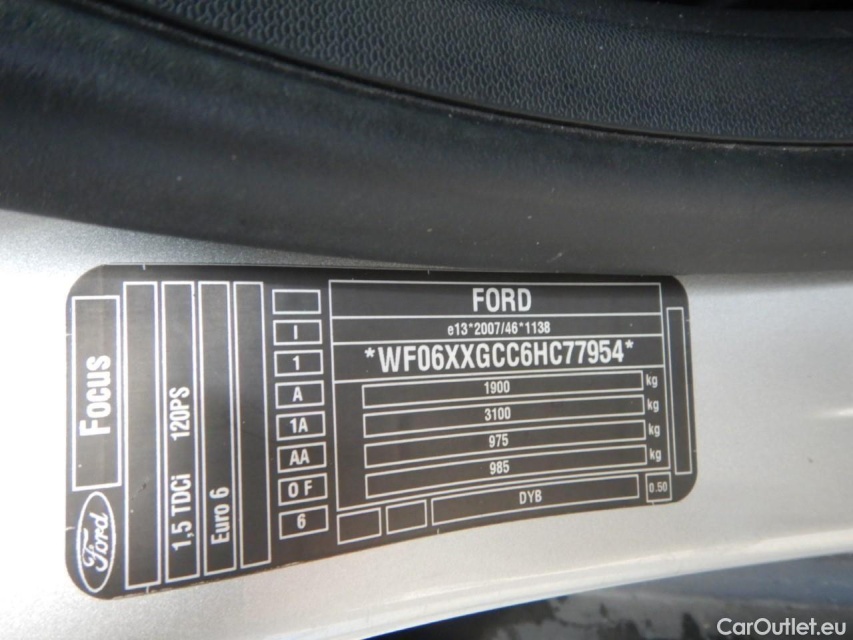 FORD
e13*2007/46*1138
*WF06XXGCC6HC77954*
1900 kg
3100 kg
975 kg
985 kg
DYB
0.50
I
1
A
1A
AA
0 F
6
Focus
Ford
1,5 TDCi 120PS
Euro 6
CarOutlet.eu